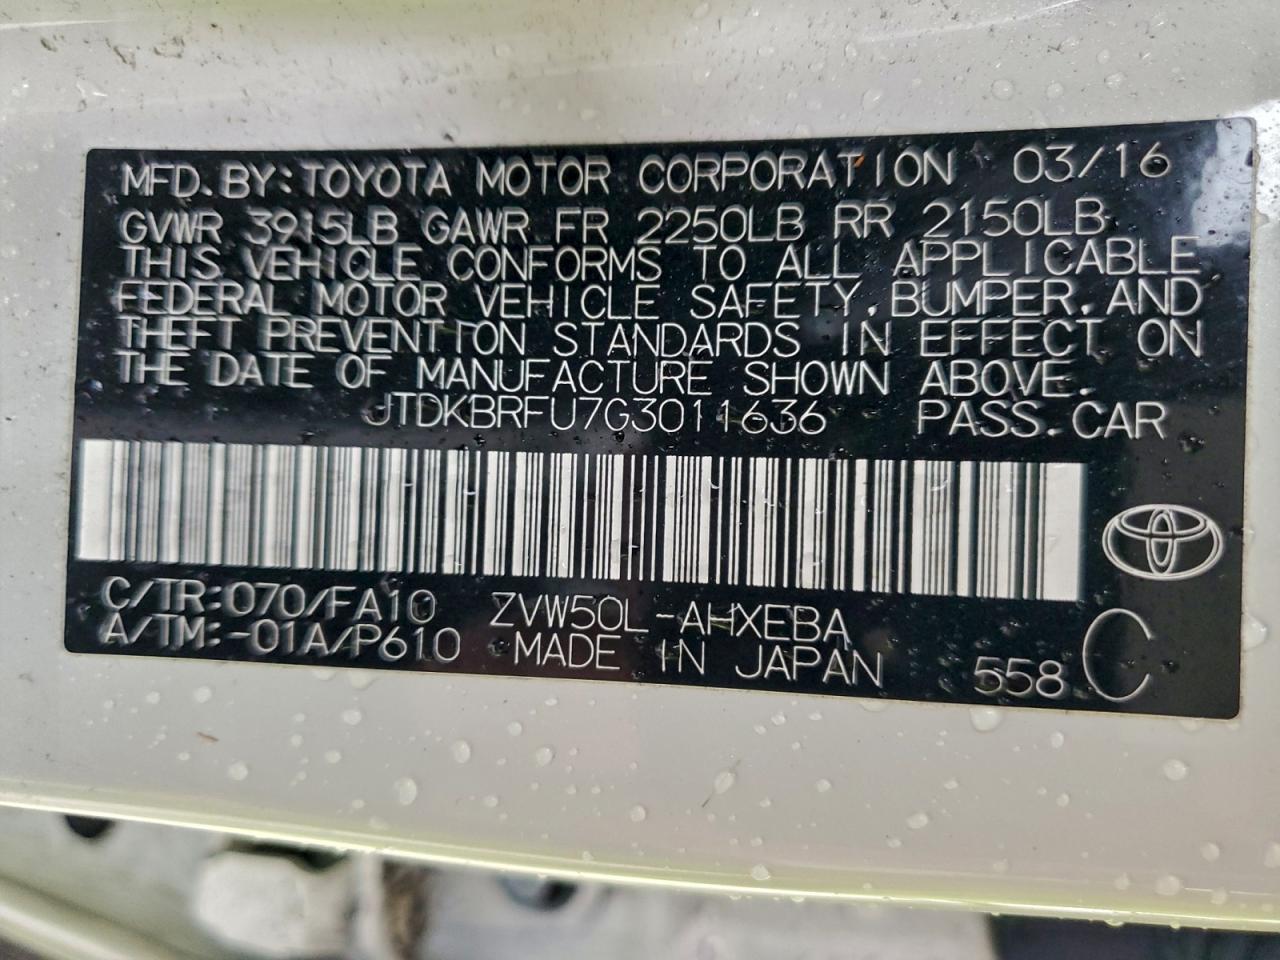 MFD. BY: TOYOTA MOTOR CORPORATION 03/16
GVWR 3915LB GAWR FR 2250LB RR 2150LB
THIS VEHICLE CONFORMS TO ALL APPLICABLE
FEDERAL MOTOR VEHICLE SAFETY, BUMPER, AND
THEFT PREVENTION STANDARDS IN EFFECT ON
THE DATE OF MANUFACTURE SHOWN ABOVE.
JTDKBRFU7G3011636 PASS. CAR
C/TR: 070/FA10 ZVW50L-AHXEBA
A/TM: -01A/P610 MADE IN JAPAN 558 C